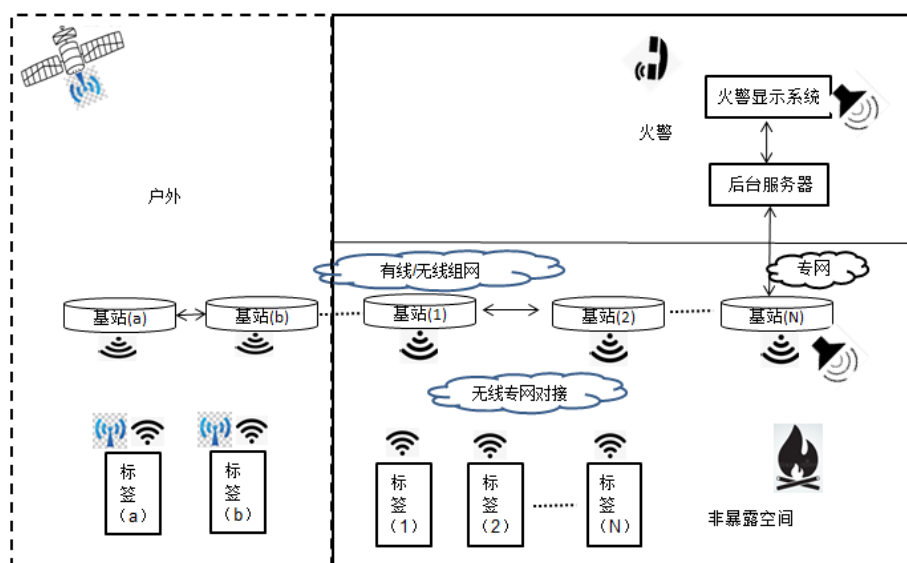 火警显示系统
火警
后台服务器
户外
有线/无线组网
专网
基站(a)
基站(b)
基站(1)
基站(2)
基站(N)
无线专网对接
标
签
（a）
标
签
（b）
标
签
（1）
标
签
（2）
标
签
（N）
非暴露空间